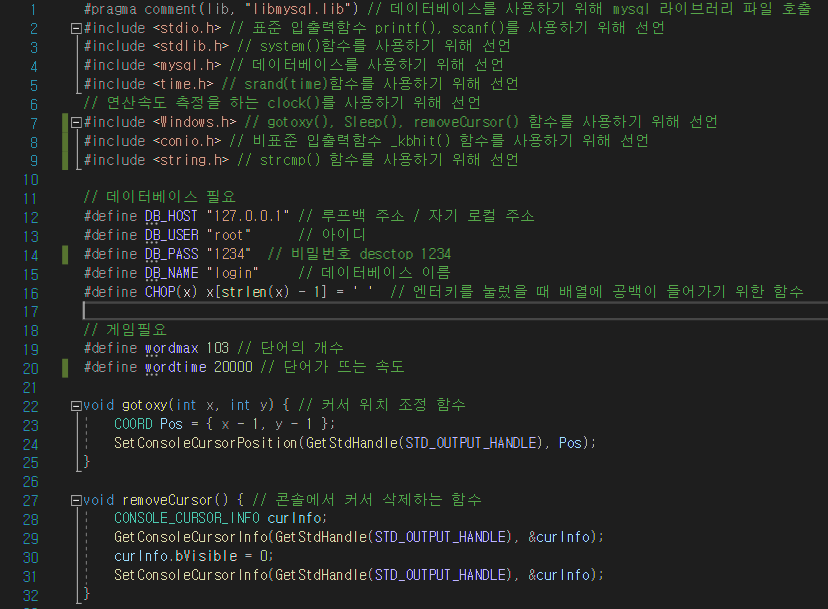 1 #pragma comment(lib, "libmysql.lib") // 데이터베이스를 사용하기 위해 mysql 라이브러리 파일 호출
2 #include <stdio.h> // 표준 입출력함수 printf(), scanf()를 사용하기 위해 선언
3 #include <stdlib.h> // system()함수를 사용하기 위해 선언
4 #include <mysql.h> // 데이터베이스를 사용하기 위해 선언
5 #include <time.h> // srand(time)함수를 사용하기 위해 선언
6 // 연산속도 측정을 하는 clock()를 사용하기 위해 선언
7 #include <Windows.h> // gotoxy(), Sleep(), removeCursor() 함수를 사용하기 위해 선언
8 #include <conio.h> // 비표준 입출력함수 _kbhit() 함수를 사용하기 위해 선언
9 #include <string.h> // strcmp() 함수를 사용하기 위해 선언
10
11 // 데이터베이스 필요
12 #define DB_HOST "127.0.0.1" // 루프백 주소 / 자기 로컬 주소
13 #define DB_USER "root" // 아이디
14 #define DB_PASS "1234" // 비밀번호 desctop 1234
15 #define DB_NAME "login" // 데이터베이스 이름
16 #define CHOP(x) x[strlen(x) - 1] = ' ' // 엔터키를 눌렀을 때 배열에 공백이 들어가기 위한 함수
17
18 // 게임필요
19 #define wordmax 103 // 단어의 개수
20 #define wordtime 20000 // 단어가 뜨는 속도
21
22 void gotoxy(int x, int y) { // 커서 위치 조정 함수
23 COORD Pos = { x - 1, y - 1 };
24 SetConsoleCursorPosition(GetStdHandle(STD_OUTPUT_HANDLE), Pos);
25 }
26
27 void removeCursor() { // 콘솔에서 커서 삭제하는 함수
28 CONSOLE_CURSOR_INFO curInfo;
29 GetConsoleCursorInfo(GetStdHandle(STD_OUTPUT_HANDLE), &curInfo);
30 curInfo.bVisible = 0;
31 SetConsoleCursorInfo(GetStdHandle(STD_OUTPUT_HANDLE), &curInfo);
32 }